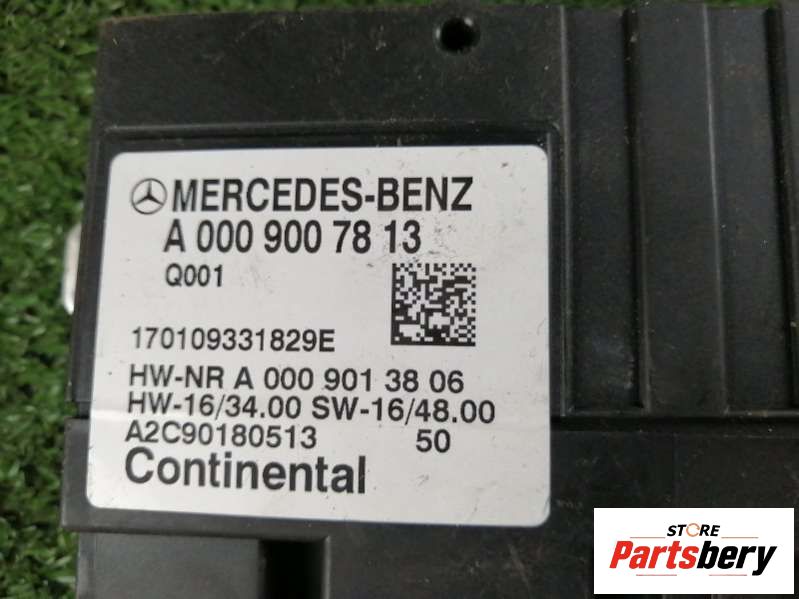 MERCEDES-BENZ
A 000 900 78 13
Q001
170109331829E
HW-NR A 000 901 38 06
HW-16/34.00 SW-16/48.00
A2C90180513 50
Continental
STORE
Partsbery